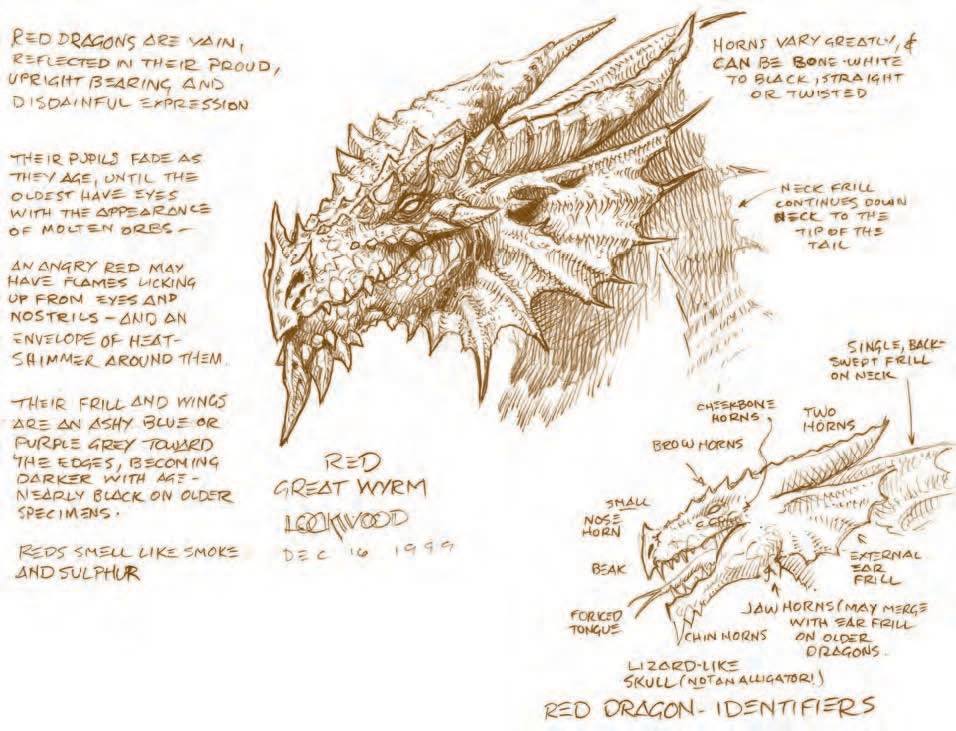 RED DRAGONS ARE VAIN,
REFLECTED IN THEIR PROUD,
UPRIGHT BEARING AND
DISDAINFUL EXPRESSION
THEIR PUPILS FADE AS
THEY AGE, UNTIL THE
OLDEST HAVE EYES
WITH THE APPEARANCE
OF MOLTEN ORBS—
AN ANGRY RED MAY
HAVE FLAMES LICKING
UP FROM EYES AND
NOSTRILS – AND AN
ENVELOPE OF HEAT-
SHIMMER AROUND THEM.
THEIR FRILL AND WINGS
ARE AN ASHY BLUE OR
PURPLE GREY TOWARD
THE EDGES, BECOMING
DARKER WITH AGE –
NEARLY BLACK ON OLDER
SPECIMENS.
REDS SMELL LIKE SMOKE
AND SULPHUR
RED
GREAT WYRM
LOCKWOOD
DEC 16 1999
HORNS VARY GREATLY, &
CAN BE BONE-WHITE
TO BLACK, STRAIGHT
OR TWISTED
NECK FRILL
CONTINUES DOWN
NECK TO THE
TIP OF THE
TAIL
SINGLE, BACK-
SWEPT FRILL
ON NECK
CHEEKBONE
HORNS
TWO
HORNS
BROW HORNS
SMALL
NOSE
HORN
BEAK
EXTERNAL
EAR
FRILL
FORKED
TONGUE
CHIN HORNS
JAW HORNS (MAY MERGE
WITH EAR FRILL
ON OLDER
DRAGONS.
LIZARD-LIKE
SKULL (NOT AN ALLIGATOR!)
RED DRAGON- IDENTIFIERS